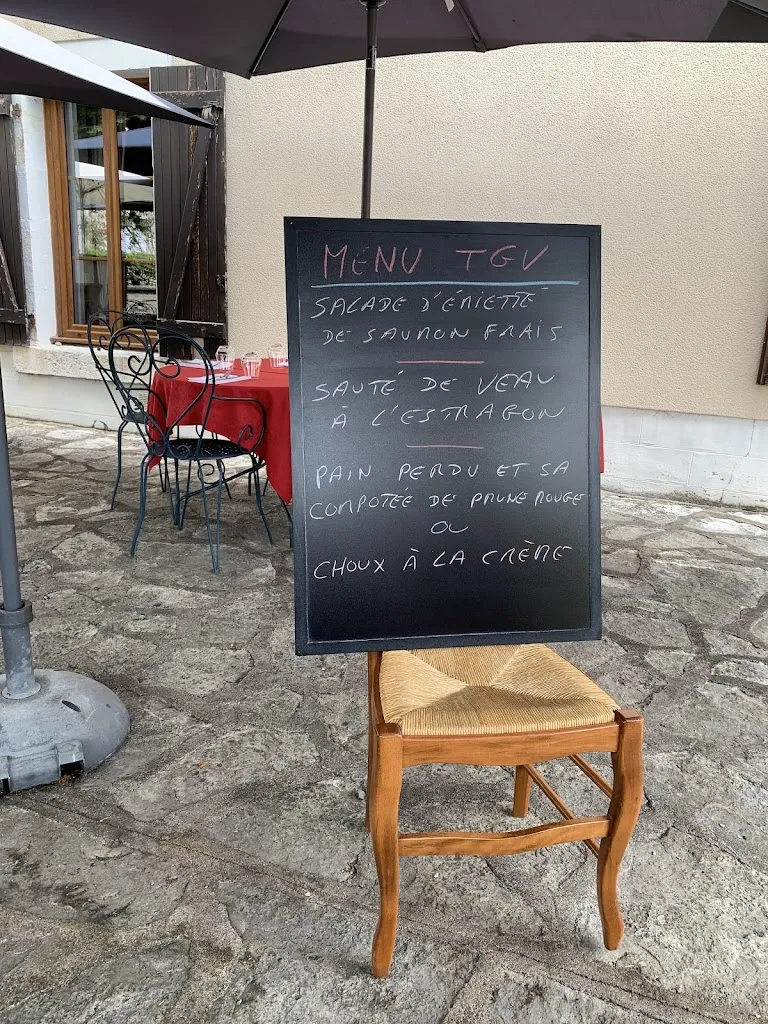 MENU TGV
SALADE D'ÉMIETTÉ
DE SAUMON FRAIS
SAUTÉ DE VEAU
À L'ESTRAGON
PAIN PERDU ET SA
COMPOTÉE DE PRUNE ROUGE
OU
CHOUX À LA CRÈME